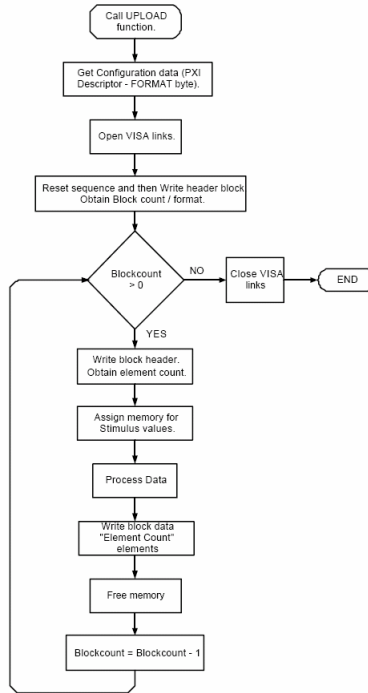 Call UPLOAD
function.
Get Configuration data (PXI
Descriptor - FORMAT byte).
Open VISA links.
Reset sequence and then Write header block.
Obtain Block count / format.
Blockcount
> 0
NO
Close VISA
links
END
YES
Write block header.
Obtain element count.
Assign memory for
Stimulus values.
Process Data
Write block data
"Element Count"
elements
Free memory
Blockcount = Blockcount - 1